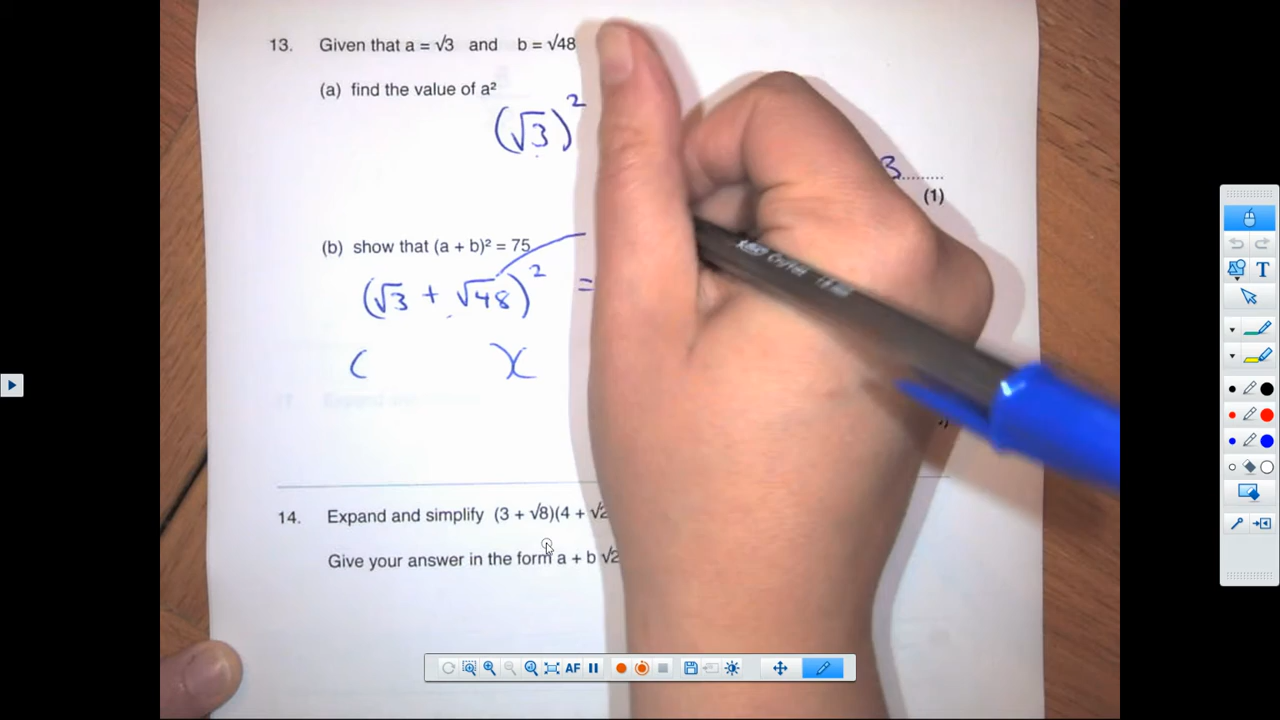 13. Given that a = √3 and b = √48
(a) find the value of a²
(√3)²
3........
(1)
(b) show that (a + b)² = 75
(√3 + √48)² =
( )(
14. Expand and simplify (3 + √8)(4 + √2
Give your answer in the form a + b √2
T
AF